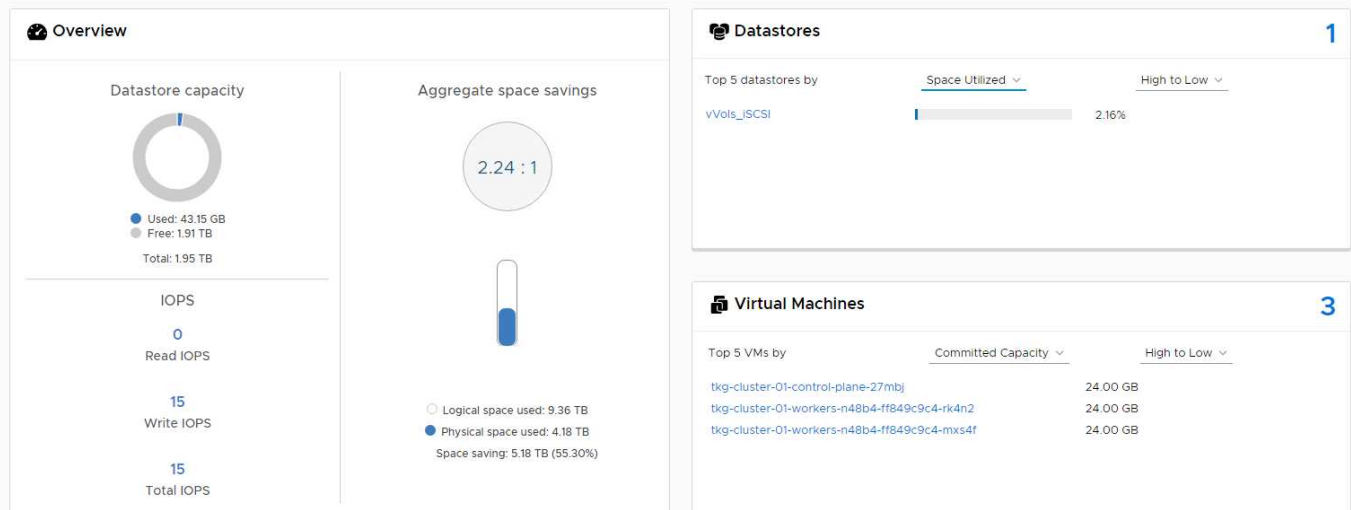 Overview
Datastore capacity
Used: 43.15 GB
Free: 1.91 TB
Total: 1.95 TB
IOPS
0
Read IOPS
15
Write IOPS
15
Total IOPS
Aggregate space savings
2.24 : 1
Logical space used: 9.36 TB
Physical space used: 4.18 TB
Space saving: 5.18 TB (55.30%)
Datastores 1
Top 5 datastores by Space Utilized High to Low
vVols_iSCSI 2.16%
Virtual Machines 3
Top 5 VMs by Committed Capacity High to Low
tkg-cluster-01-control-plane-27mbj 24.00 GB
tkg-cluster-01-workers-n48b4-ff849c9c4-rk4n2 24.00 GB
tkg-cluster-01-workers-n48b4-ff849c9c4-mxs4f 24.00 GB